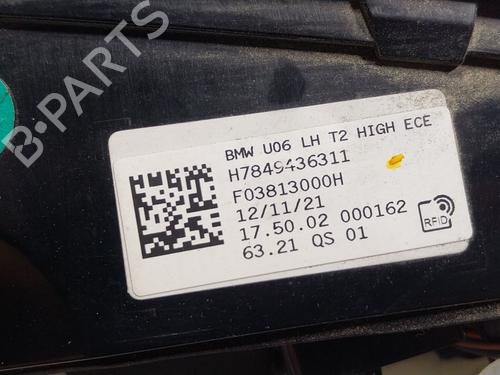 B-PARTS
BMW U06 LH T2 HIGH ECE
H7849436311
F03813000H
12/11/21
17.50.02 000162
63.21 QS 01
RFID